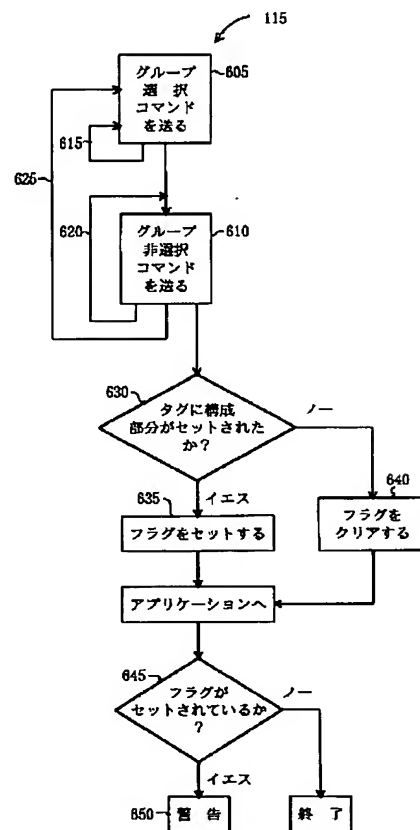 115
グループ
選 択
コマンド
を送る
605
615
625
620
グループ
非選択
コマンド
を送る
610
630
タグに構成
部分がセットされた
か?
ノー
イエス
635
フラグをセットする
640
フラグを
クリアする
アプリケーションへ
645
フラグが
セットされているか
?
ノー
イエス
650
警 告
終 了